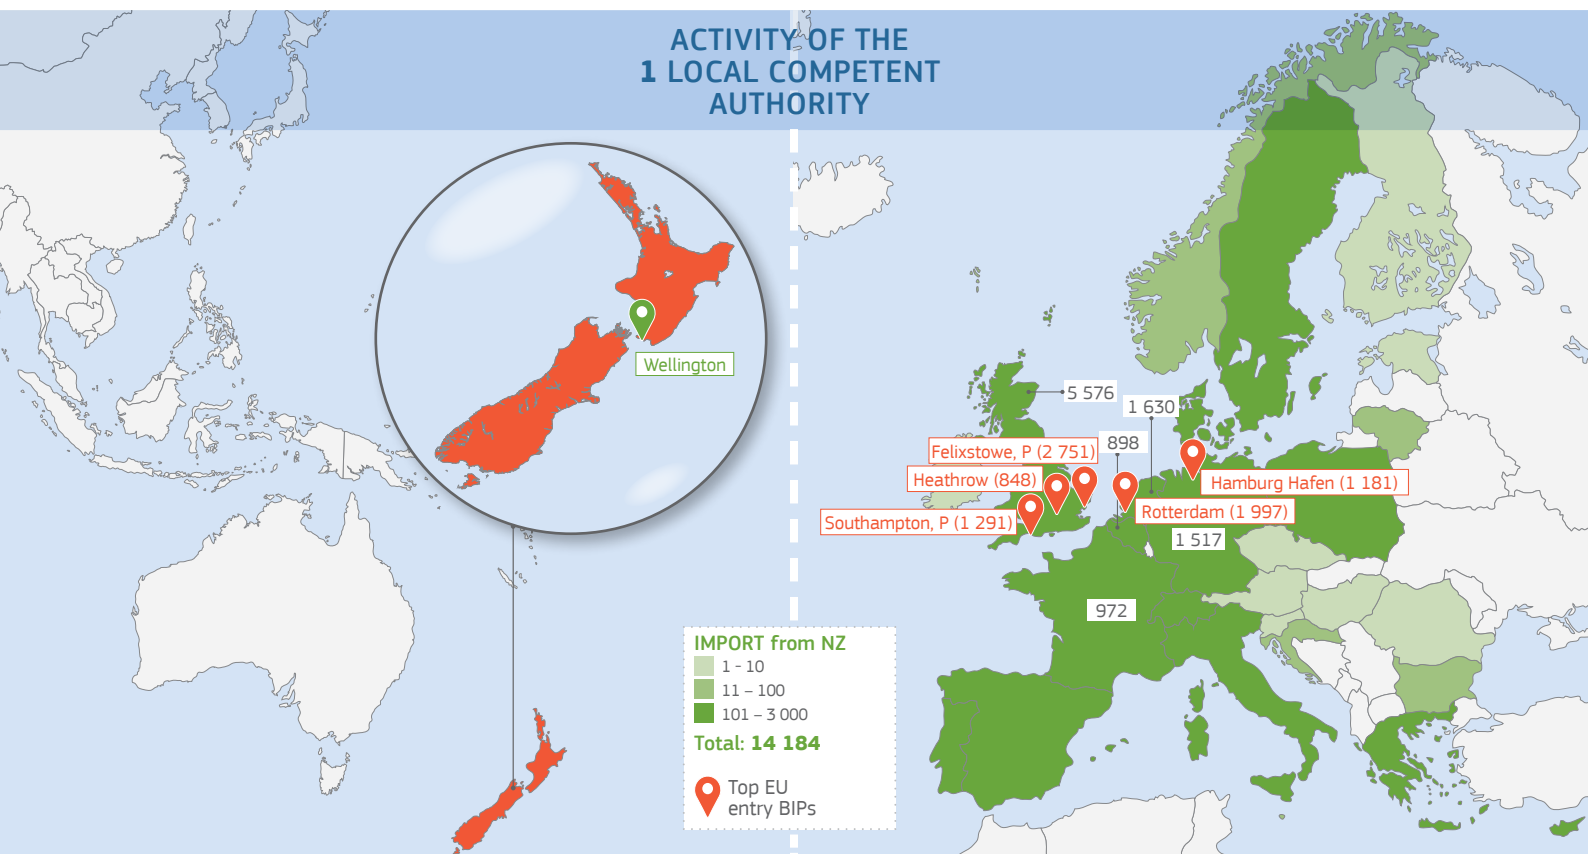 ACTIVITY OF THE
1 LOCAL COMPETENT
AUTHORITY
Wellington
5 576
1 630
898
Felixstowe, P (2 751)
Heathrow (848)
Southampton, P (1 291)
Hamburg Hafen (1 181)
Rotterdam (1 997)
1 517
972
IMPORT from NZ
1 - 10
11 – 100
101 – 3 000
Total: 14 184
Top EU
entry BIPs